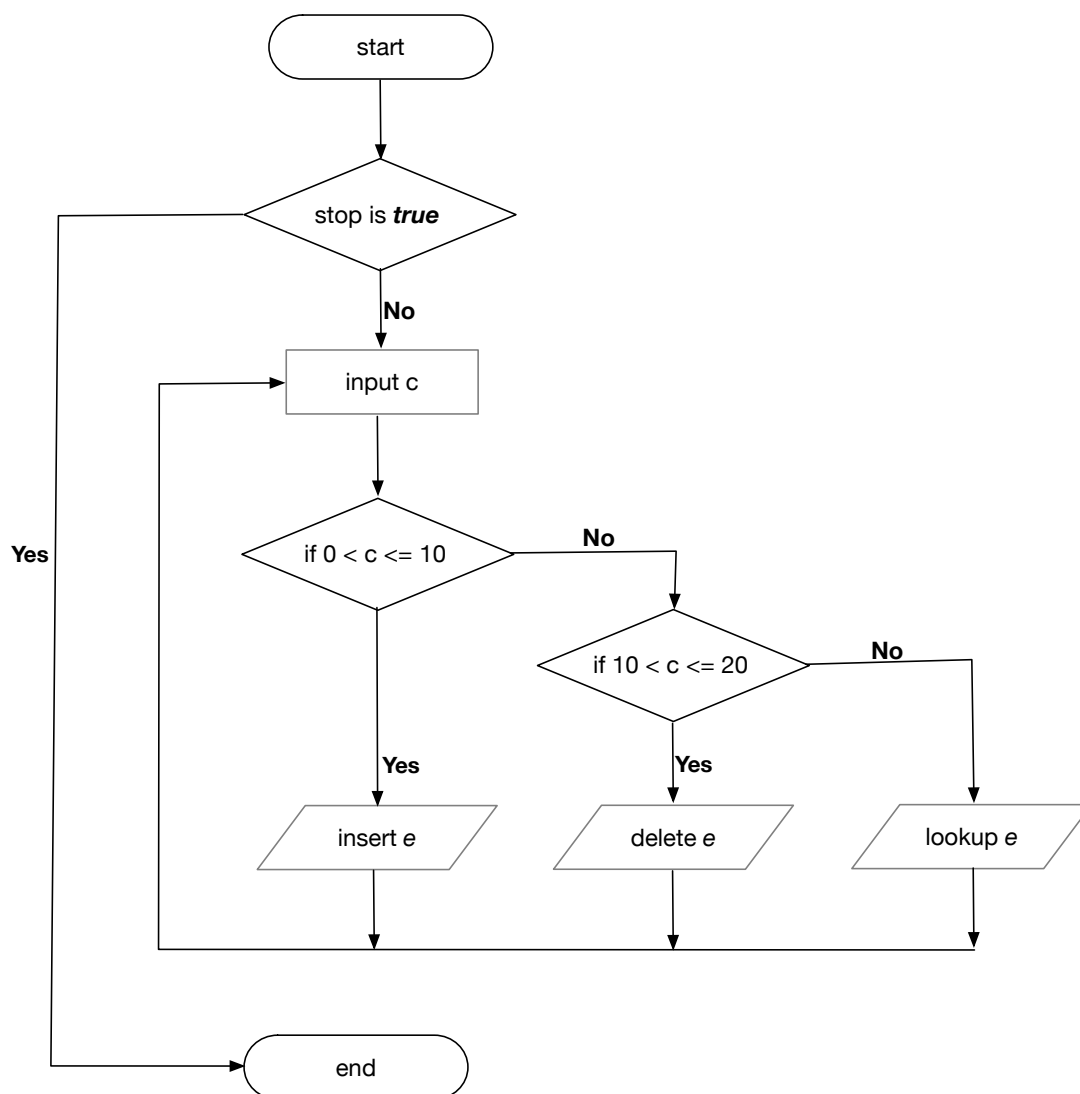 start
stop is true
No
input c
if 0 < c <= 10
No
Yes
if 10 < c <= 20
No
Yes
Yes
insert e
delete e
lookup e
end